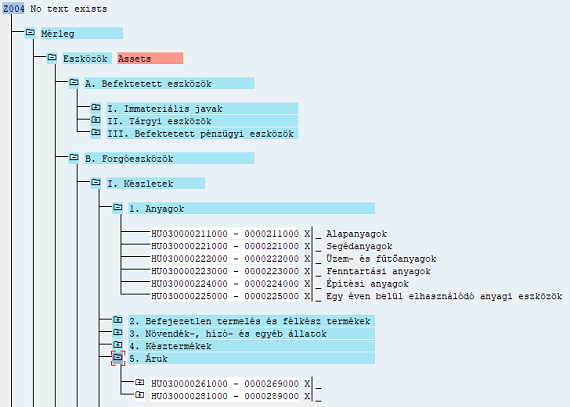 Z004 No text exists
Mérleg
Eszközök Assets
A. Befektetett eszközök
I. Immateriális javak
II. Tárgyi eszközök
III. Befektetett pénzügyi eszközök
B. Forgóeszközök
I. Készletek
1. Anyagok
HU030000211000 - 0000211000 X _ Alapanyagok
HU030000221000 - 0000221000 X _ Segédanyagok
HU030000222000 - 0000222000 X _ Üzem- és fűtőanyagok
HU030000223000 - 0000223000 X _ Fenntartási anyagok
HU030000224000 - 0000224000 X _ Építési anyagok
HU030000225000 - 0000225000 X _ Egy éven belül elhasználódó anyagi eszközök
2. Befejezetlen termelés és félkész termékek
3. Növendék-, hízó- és egyéb állatok
4. Késztermékek
5. Áruk
HU030000261000 - 0000269000 X _
HU030000281000 - 0000289000 X _